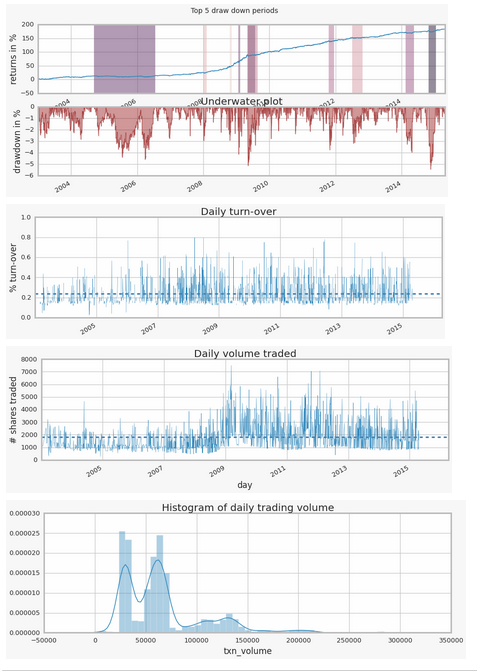 Top 5 draw down periods
returns in %
200
150
100
50
0
−50
2004 2006 2008 2010 2012 2014
Underwater plot
drawdown in %
0
−1
−2
−3
−4
−5
−6
2004 2006 2008 2010 2012 2014
Daily turn-over
% turn-over
1.0
0.8
0.6
0.4
0.2
0.0
2005 2007 2009 2011 2013 2015
Daily volume traded
# shares traded
8000
7000
6000
5000
4000
3000
2000
1000
0
2005 2007 2009 2011 2013 2015
day
Histogram of daily trading volume
0.000030
0.000025
0.000020
0.000015
0.000010
0.000005
0.000000
−50000 0 50000 100000 150000 200000 250000 300000 350000
txn_volume